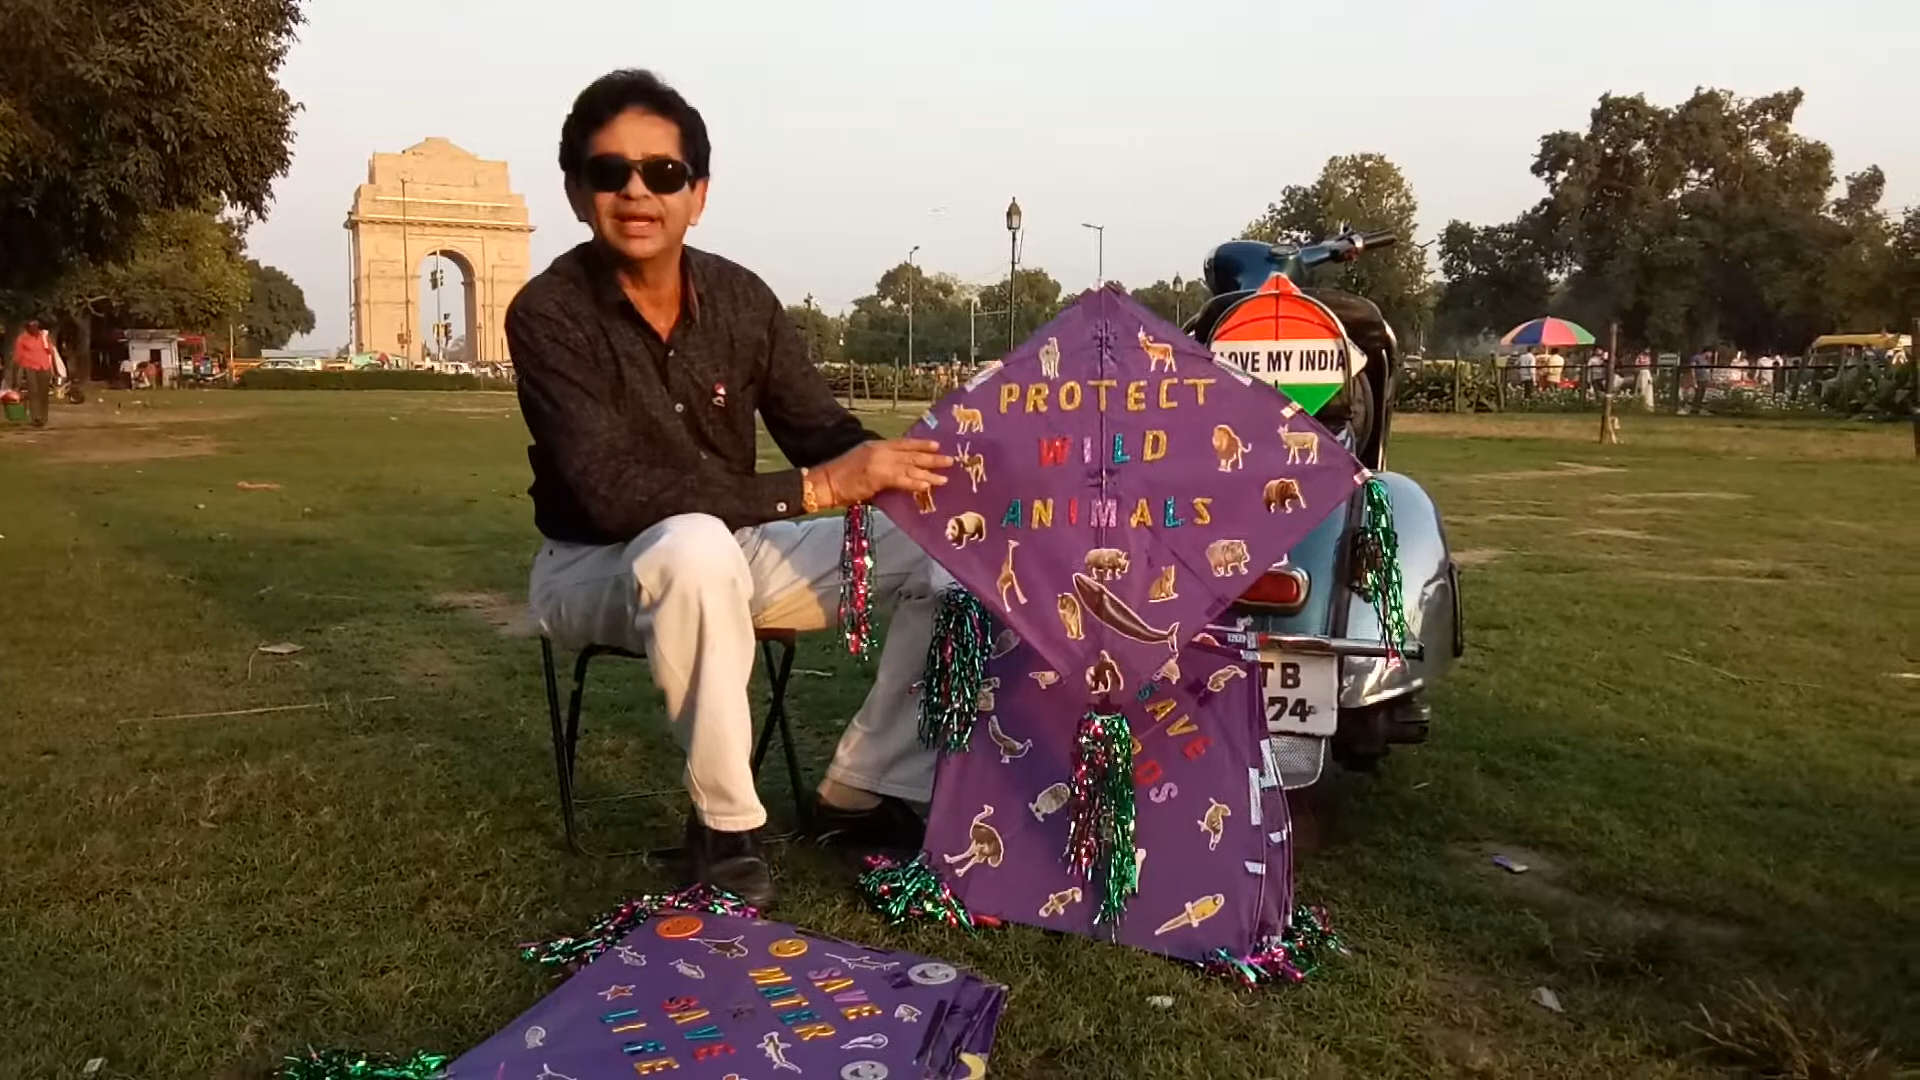 PROTECT
WILD
ANIMALS
LOVE MY INDIA
TB
74
SAVE
SAVE
WATER
SAVE
LIFE